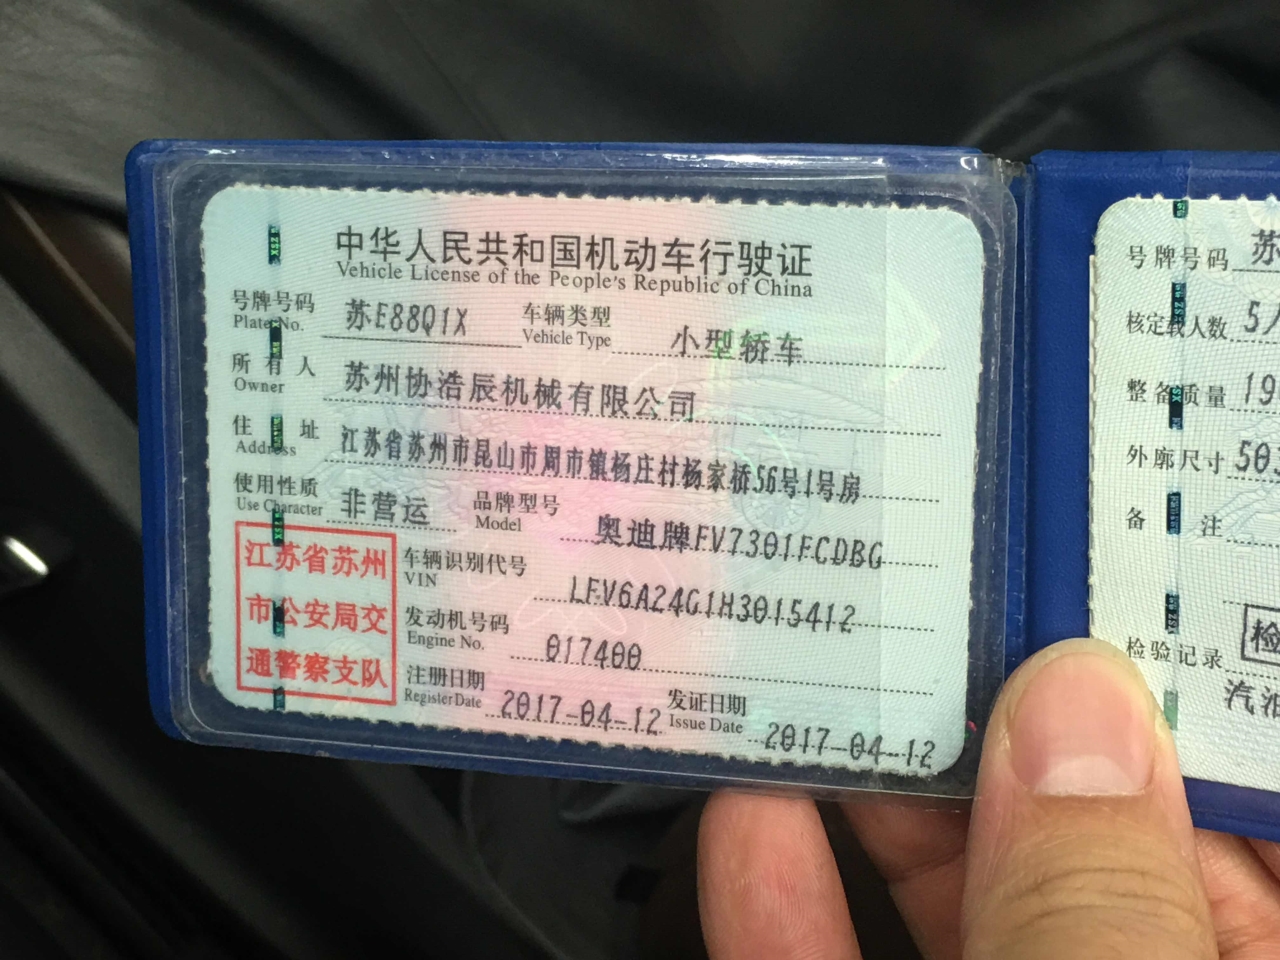 中华人民共和国机动车行驶证
Vehicle License of the People's Republic of China
号牌号码 苏E88Q1X 车辆类型 小型轿车
Plate No. Vehicle Type
所有人 苏州协浩辰机械有限公司
Owner
住址 江苏省苏州市昆山市周市镇杨庄村杨家桥56号1号房
Address
使用性质 非营运 品牌型号 奥迪牌FV7301FCDBG
Use Character Model
江苏省苏州
市公安局交
通警察支队
车辆识别代号 LFV6A24G1H3015412
VIN
发动机号码 017400
Engine No.
注册日期 2017-04-12 发证日期 2017-04-12
Register Date Issue Date
号牌号码 苏
核定载人数 5人
整备质量 19
外廓尺寸 503
备注
检验记录 检
汽油